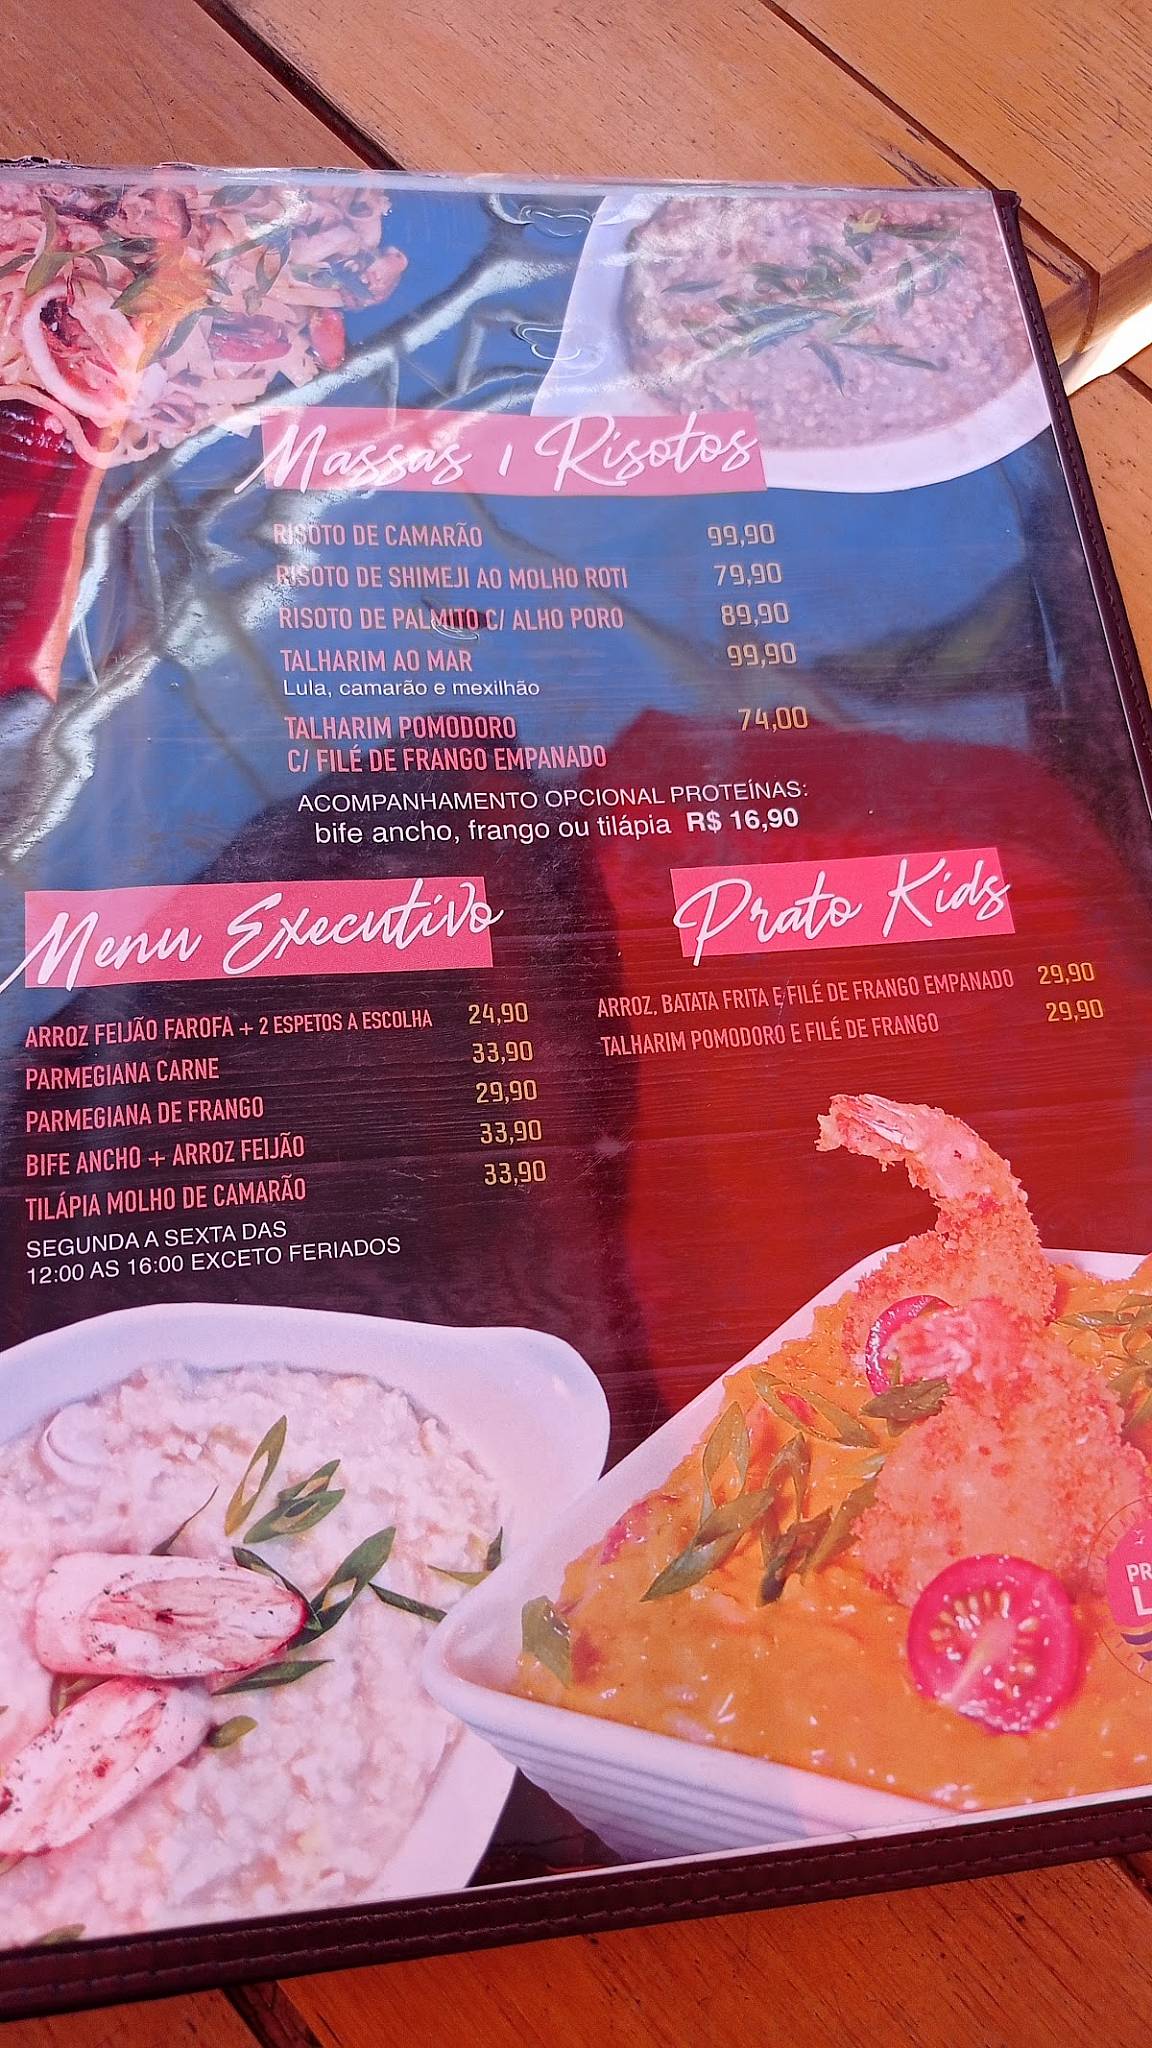 Massas / Risotos
RISOTO DE CAMARÃO 99,90
RISOTO DE SHIMEJI AO MOLHO ROTI 79,90
RISOTO DE PALMITO C/ ALHO PORO 89,90
TALHARIM AO MAR 99,90
Lula, camarão e mexilhão
TALHARIM POMODORO 74,00
C/ FILÉ DE FRANGO EMPANADO
ACOMPANHAMENTO OPCIONAL PROTEÍNAS:
bife ancho, frango ou tilápia R$ 16,90
Menu Executivo
ARROZ FEIJÃO FAROFA + 2 ESPETOS A ESCOLHA 24,90
PARMEGIANA CARNE 33,90
PARMEGIANA DE FRANGO 29,90
BIFE ANCHO + ARROZ FEIJÃO 33,90
TILÁPIA MOLHO DE CAMARÃO 33,90
SEGUNDA A SEXTA DAS
12:00 AS 16:00 EXCETO FERIADOS
Prato Kids
ARROZ, BATATA FRITA E FILÉ DE FRANGO EMPANADO 29,90
TALHARIM POMODORO E FILÉ DE FRANGO 29,90